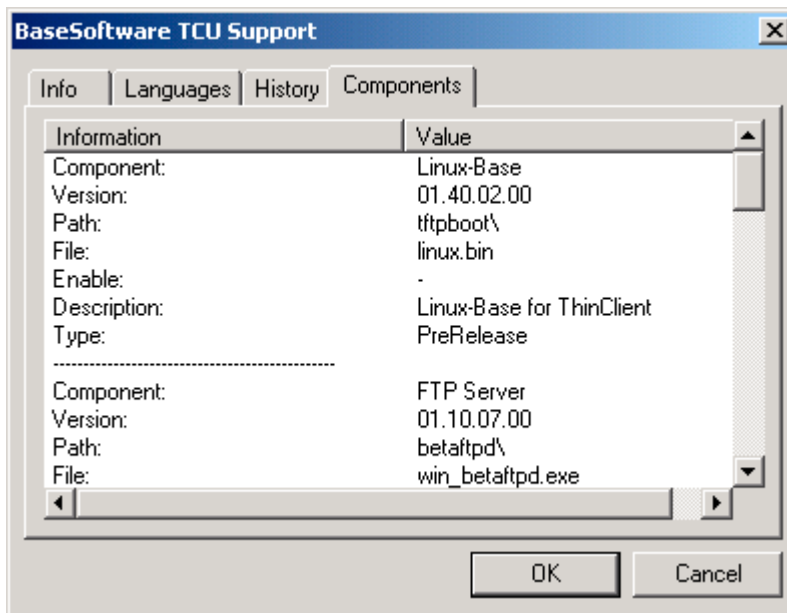 BaseSoftware TCU Support
Info Languages History Components
Information Value
Component: Linux-Base
Version: 01.40.02.00
Path: tftpboot\
File: linux.bin
Enable: -
Description: Linux-Base for ThinClient
Type: PreRelease
-----------------------------------------------
Component: FTP Server
Version: 01.10.07.00
Path: betaftpd\
File: win_betaftpd.exe
OK Cancel